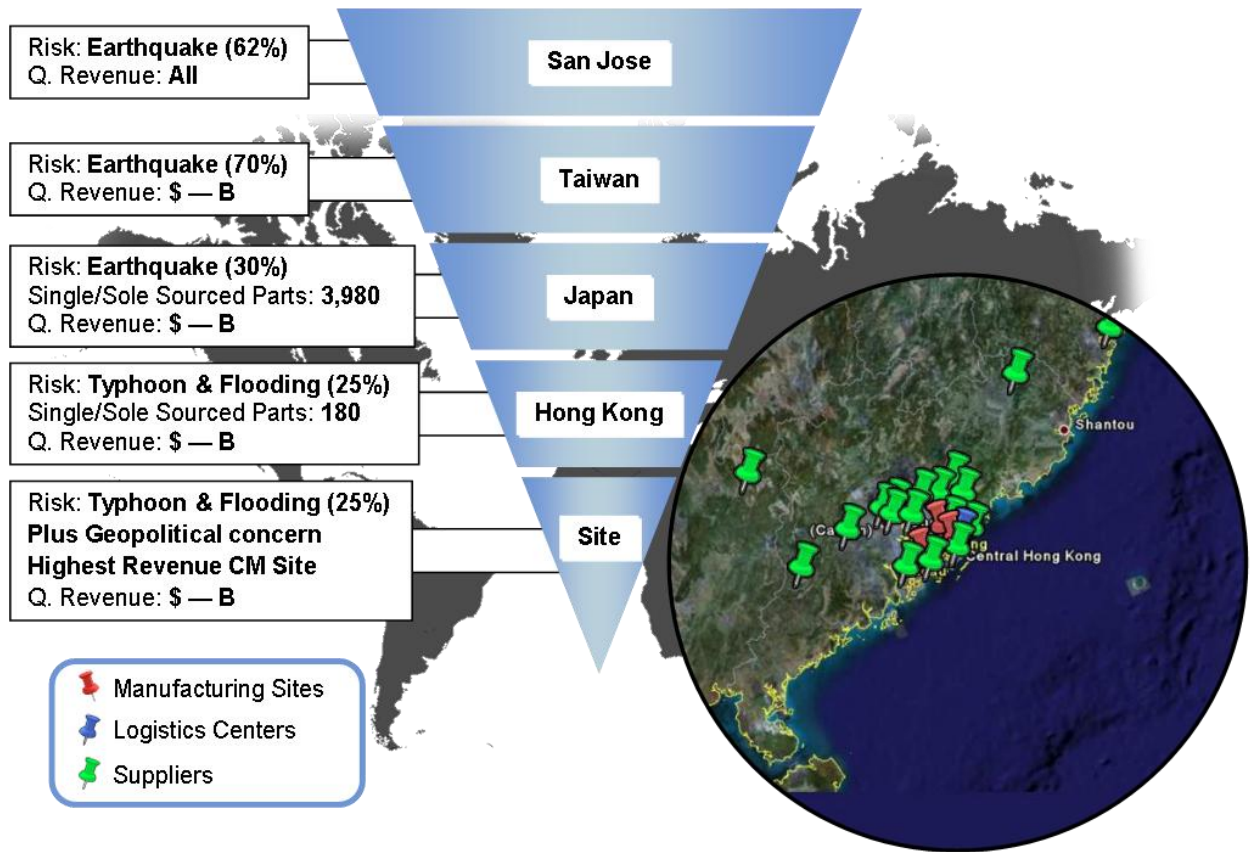 Risk: Earthquake (62%)
Q. Revenue: All
San Jose
Risk: Earthquake (70%)
Q. Revenue: $ — B
Taiwan
Risk: Earthquake (30%)
Single/Sole Sourced Parts: 3,980
Q. Revenue: $ — B
Japan
Risk: Typhoon & Flooding (25%)
Single/Sole Sourced Parts: 180
Q. Revenue: $ — B
Hong Kong
Risk: Typhoon & Flooding (25%)
Plus Geopolitical concern
Highest Revenue CM Site
Q. Revenue: $ — B
Site
Shantou
Central Hong Kong
Manufacturing Sites
Logistics Centers
Suppliers